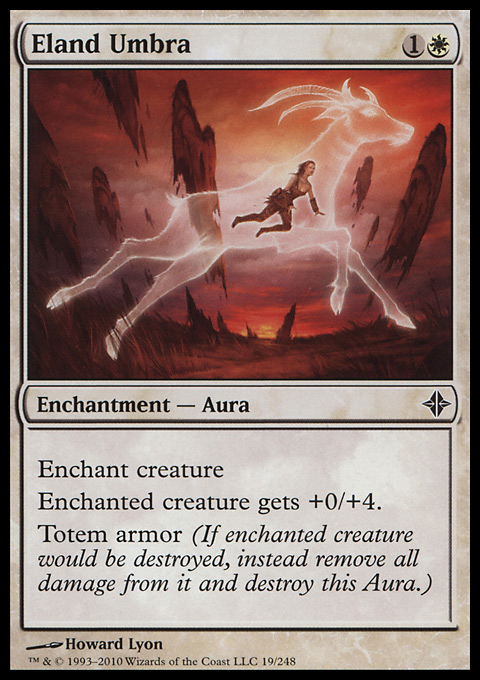 Eland Umbra
1
Enchantment — Aura
Enchant creature
Enchanted creature gets +0/+4.
Totem armor (If enchanted creature
would be destroyed, instead remove all
damage from it and destroy this Aura.)
Howard Lyon
™ & © 1993–2010 Wizards of the Coast LLC 19/248